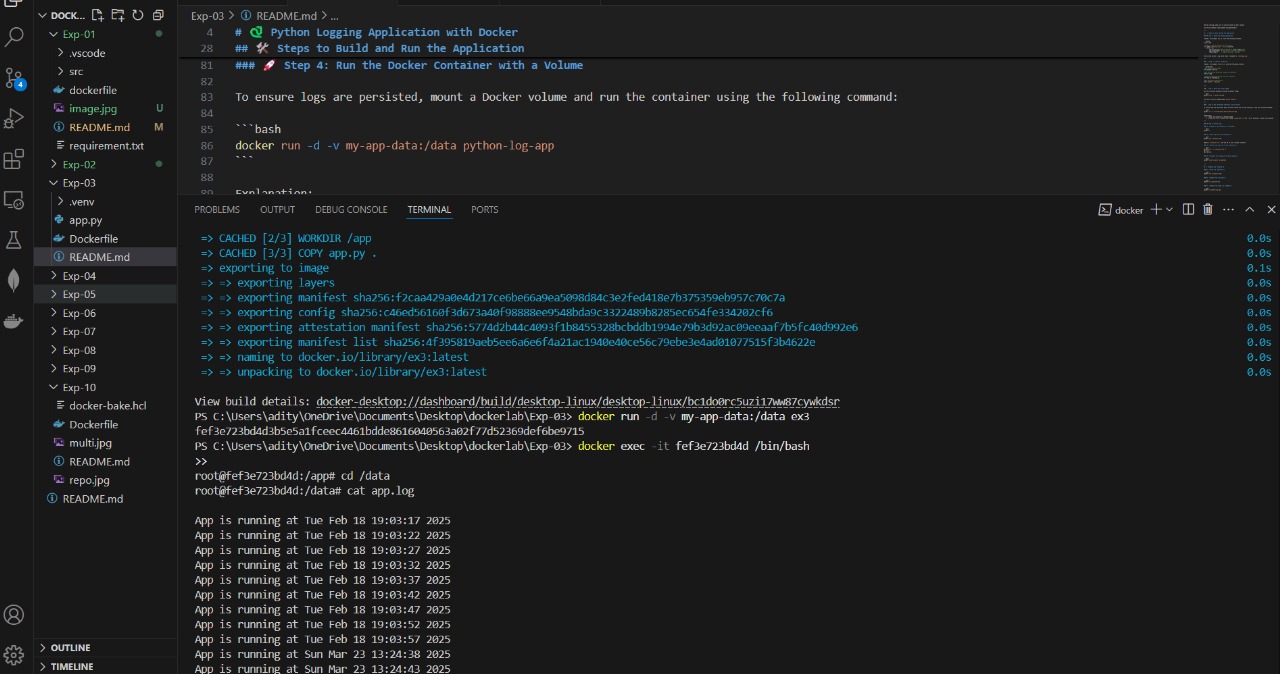 DOCK...
Exp-01
.vscode
src
dockerfile
image.jpg U
README.md M
requirement.txt
Exp-02
Exp-03
.venv
app.py
Dockerfile
README.md
Exp-04
Exp-05
Exp-06
Exp-07
Exp-08
Exp-09
Exp-10
docker-bake.hcl
Dockerfile
multi.jpg
README.md
repo.jpg
README.md
OUTLINE
TIMELINE
4
Exp-03 > README.md > ...
4 # Python Logging Application with Docker
28 ## 🛠 Steps to Build and Run the Application
81 ### 🚀 Step 4: Run the Docker Container with a Volume
82
83 To ensure logs are persisted, mount a Docker volume and run the container using the following command:
84
85 ```bash
86 docker run -d -v my-app-data:/data python-log-app
87 ```
88
89 Explanation:
PROBLEMS OUTPUT DEBUG CONSOLE TERMINAL PORTS
docker
=> CACHED [2/3] WORKDIR /app 0.0s
=> CACHED [3/3] COPY app.py . 0.0s
=> exporting to image 0.1s
=> => exporting layers 0.0s
=> => exporting manifest sha256:f2caa429a0e4d217ce6be66a9ea5098d84c3e2fed418e7b375359eb957c70c7a 0.0s
=> => exporting config sha256:c46ed56160f3d673a40f98888ee9548bda9c3322489b8285ec654fe334202cf6 0.0s
=> => exporting attestation manifest sha256:5774d2b44c4093f1b8455328bcbddb1994e79b3d92ac09eeaaf7b5fc40d992e6 0.0s
=> => exporting manifest list sha256:4f395819aeb5ee6a6e6f4a21ac1940e40ce56c79ebe3e4ad01077515f3b4622e 0.0s
=> => naming to docker.io/library/ex3:latest 0.0s
=> => unpacking to docker.io/library/ex3:latest 0.0s
View build details: docker-desktop://dashboard/build/desktop-linux/desktop-linux/bc1do0rc5uzi17ww87cywkdsr
PS C:\Users\adity\OneDrive\Documents\Desktop\dockerlab\Exp-03> docker run -d -v my-app-data:/data ex3
fef3e723bd4d3b5e5a1fceec4461bdde8616040563a02f77d52369def6be9715
PS C:\Users\adity\OneDrive\Documents\Desktop\dockerlab\Exp-03> docker exec -it fef3e723bd4d /bin/bash
>>
root@fef3e723bd4d:/app# cd /data
root@fef3e723bd4d:/data# cat app.log
App is running at Tue Feb 18 19:03:17 2025
App is running at Tue Feb 18 19:03:22 2025
App is running at Tue Feb 18 19:03:27 2025
App is running at Tue Feb 18 19:03:32 2025
App is running at Tue Feb 18 19:03:37 2025
App is running at Tue Feb 18 19:03:42 2025
App is running at Tue Feb 18 19:03:47 2025
App is running at Tue Feb 18 19:03:52 2025
App is running at Tue Feb 18 19:03:57 2025
App is running at Sun Mar 23 13:24:38 2025
App is running at Sun Mar 23 13:24:43 2025